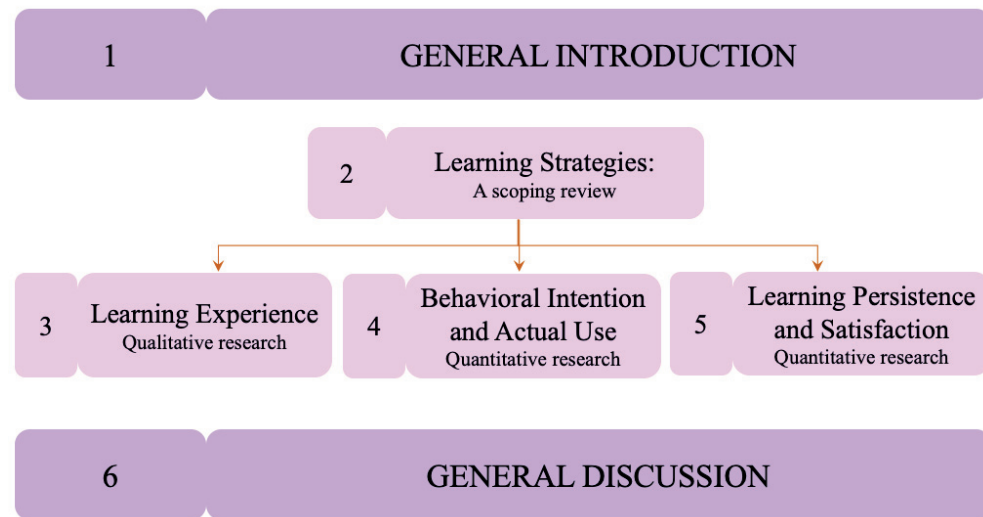 1 GENERAL INTRODUCTION
2 Learning Strategies:
A scoping review
3 Learning Experience
Qualitative research
4 Behavioral Intention
and Actual Use
Quantitative research
5 Learning Persistence
and Satisfaction
Quantitative research
6 GENERAL DISCUSSION